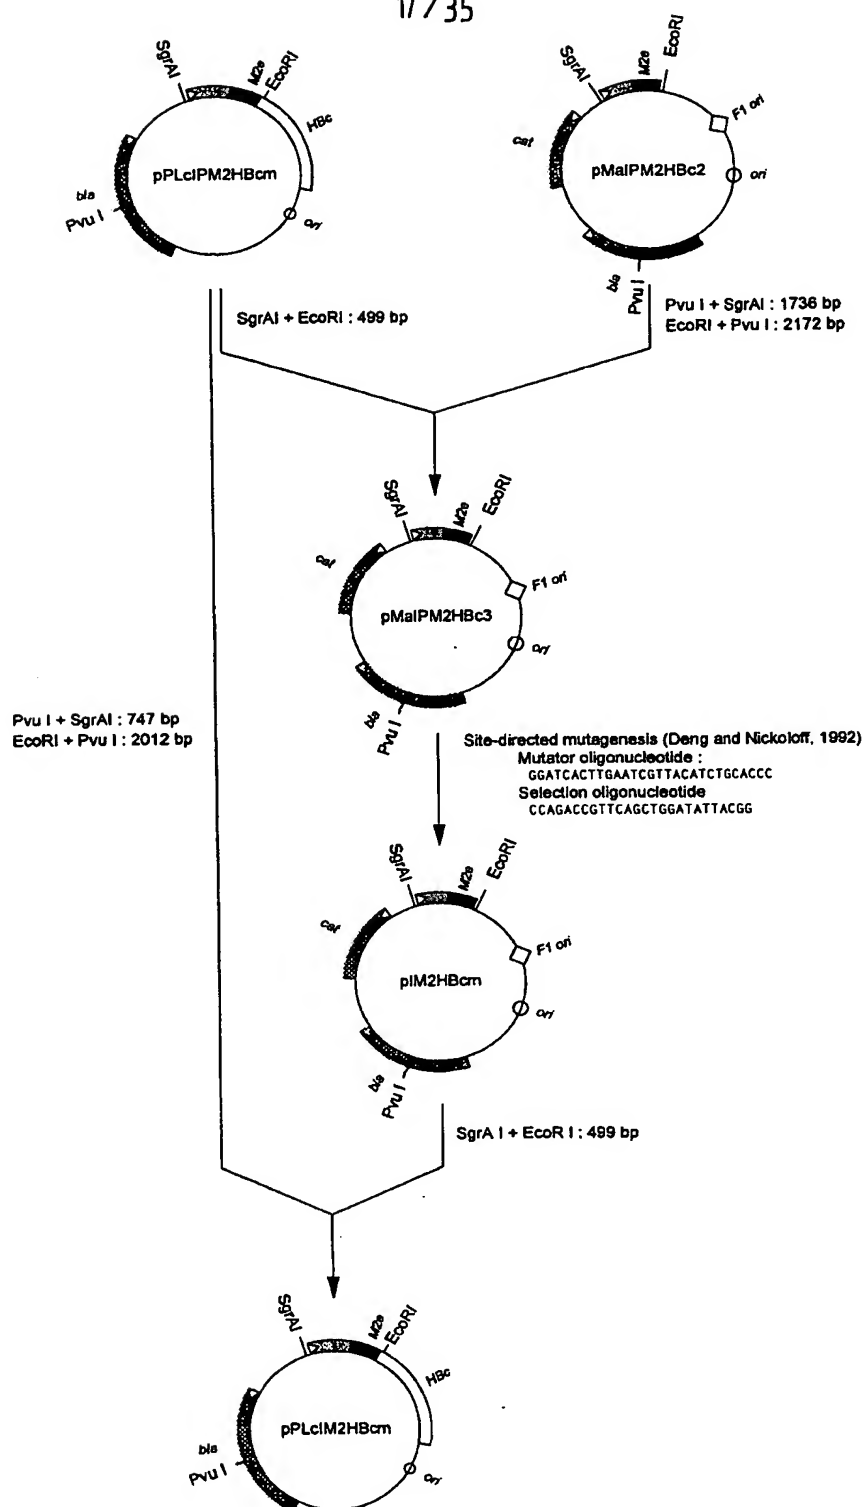 17/35
SgrAI
M2e
EcoRI
HBc
bla
Pvu I
pPLcIPM2HBcm
ori
SgrAI
M2e
EcoRI
F1 ori
cat
pMalPM2HBc2
ori
bla
Pvu I
SgrAI + EcoRI : 499 bp
Pvu I + SgrAI : 1736 bp
EcoRI + Pvu I : 2172 bp
SgrAI
M2e
EcoRI
cat
F1 ori
pMalPM2HBc3
ori
bla
Pvu I
Pvu I + SgrAI : 747 bp
EcoRI + Pvu I : 2012 bp
Site-directed mutagenesis (Deng and Nickoloff, 1992)
Mutator oligonucleotide :
GGATCACTTGAATCGTTACATCTGCACCC
Selection oligonucleotide
CCAGACCGTTCAGCTGGATATTACGG
SgrAI
M2e
EcoRI
cat
F1 ori
pIM2HBcm
ori
bla
Pvu I
SgrA I + EcoR I : 499 bp
SgrAI
M2e
EcoRI
HBc
pPLcIM2HBcm
bla
Pvu I
ori